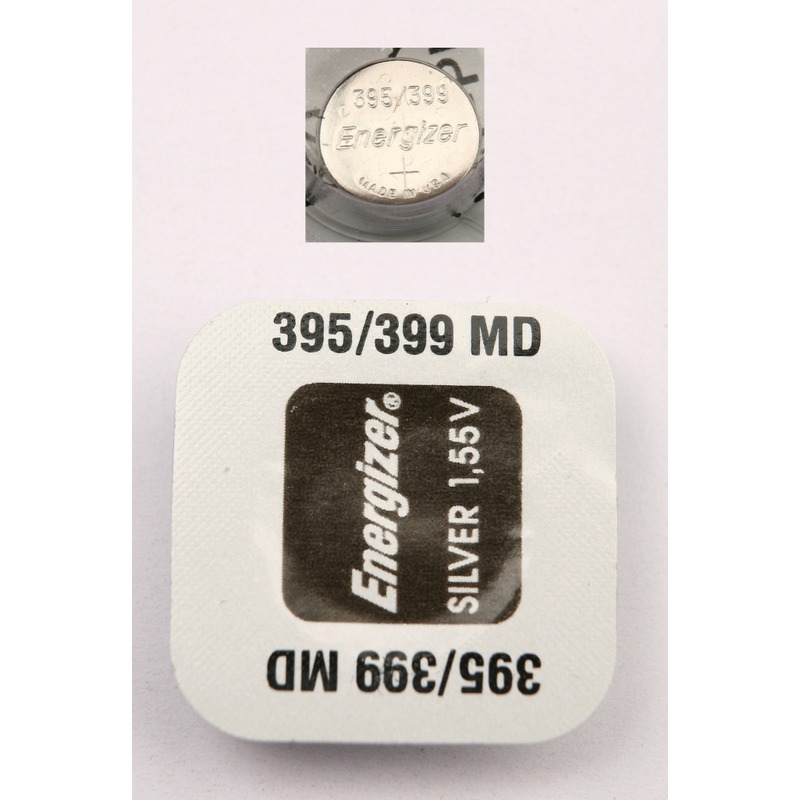 395/399
Energizer
+
MADE IN USA
395/399 MD
Energizer®
SILVER 1,55V
395/399 MD